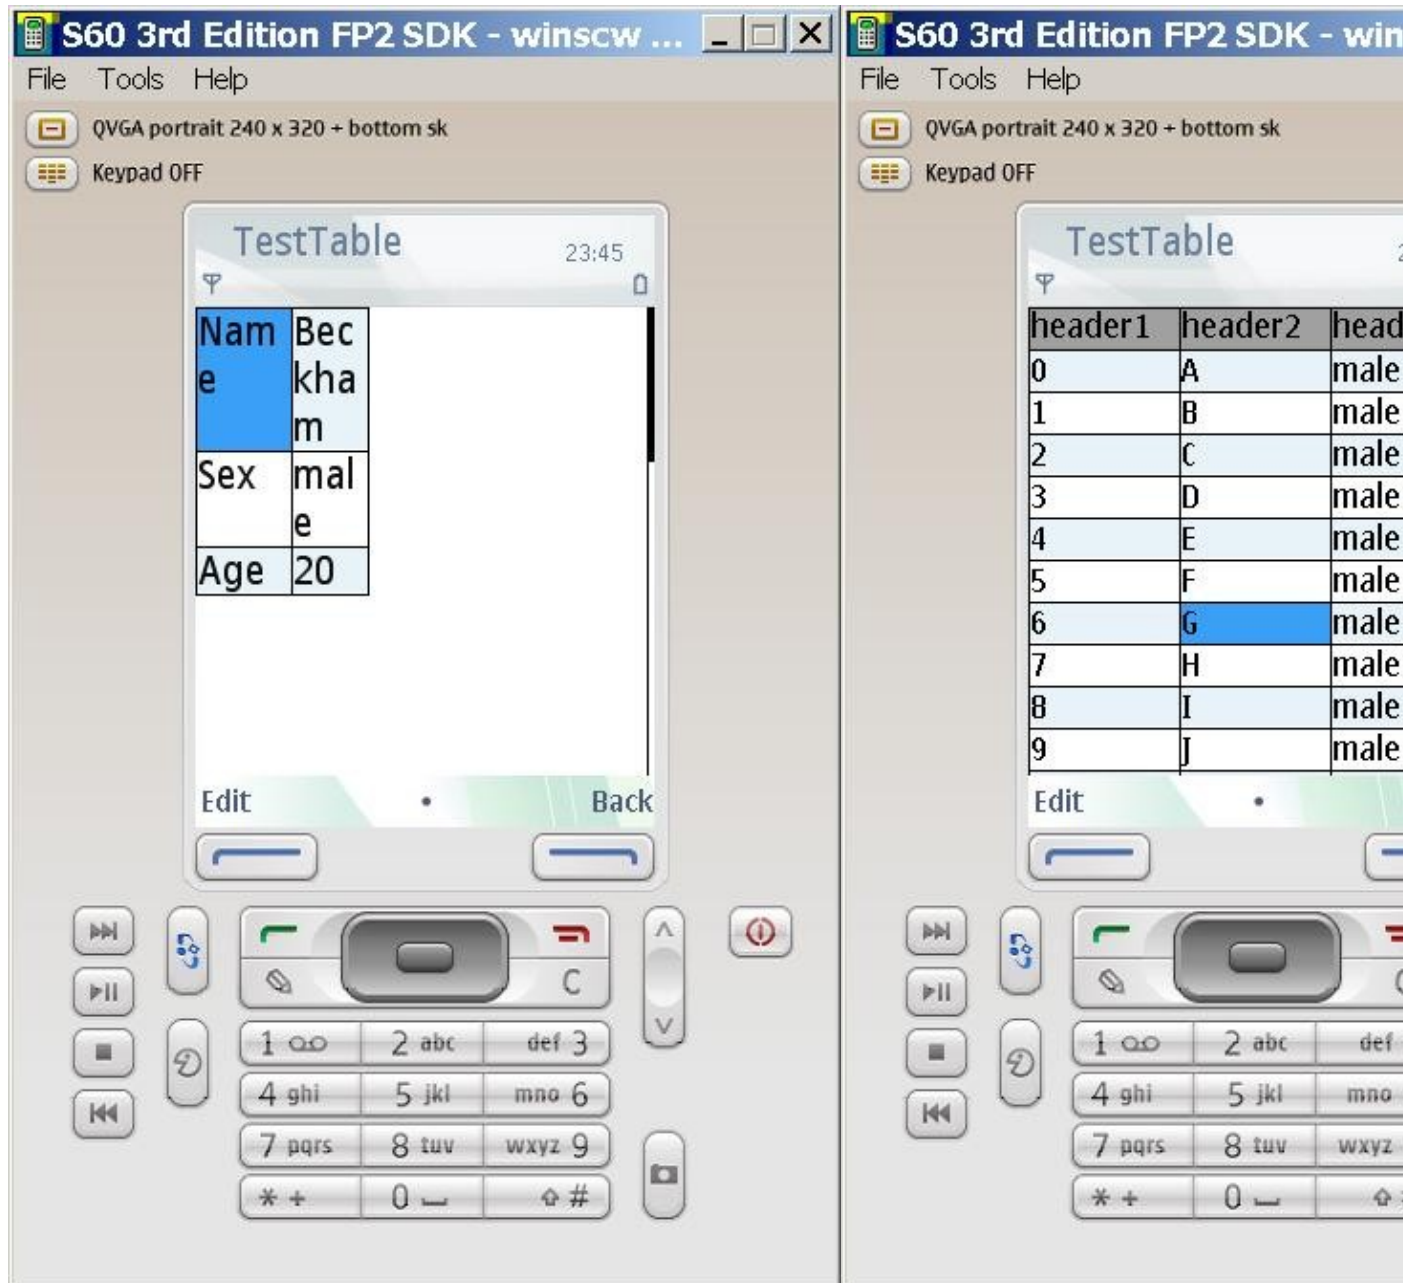 S60 3rd Edition FP2 SDK - winscw ...
File Tools Help
QVGA portrait 240 x 320 + bottom sk
Keypad OFF
TestTable
23:45
Nam Bec
e kha
m
Sex mal
e
Age 20
Edit Back
C
1 2 abc def 3
4 ghi 5 jkl mno 6
7 pqrs 8 tuv wxyz 9
* + 0 #
S60 3rd Edition FP2 SDK - win
File Tools Help
QVGA portrait 240 x 320 + bottom sk
Keypad OFF
TestTable
header1 header2 head
0 A male
1 B male
2 C male
3 D male
4 E male
5 F male
6 G male
7 H male
8 I male
9 J male
Edit
1 2 abc def
4 ghi 5 jkl mno
7 pqrs 8 tuv wxyz
* + 0